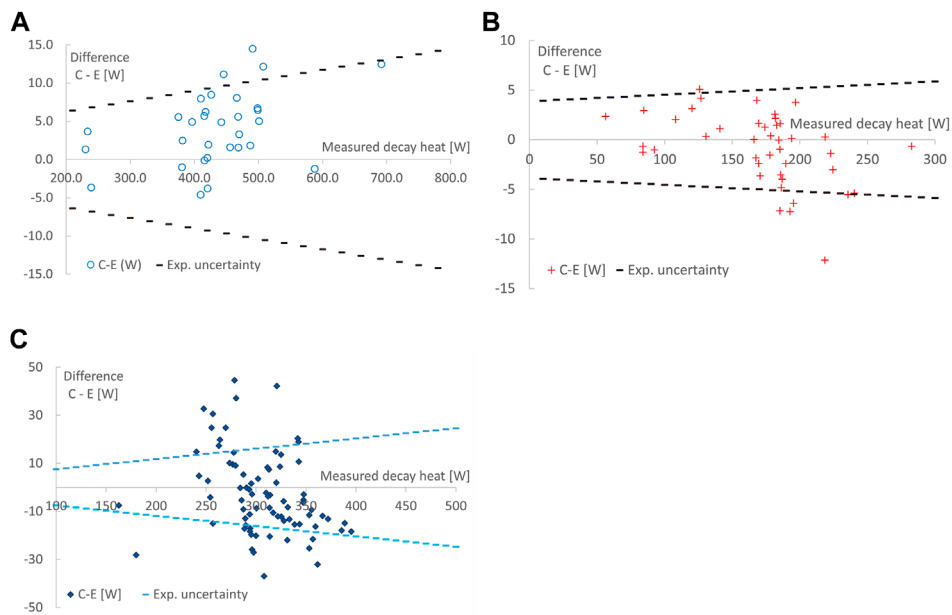 A
15.0
Difference
C - E [W]
10.0
5.0
Measured decay heat [W]
0.0
200.0 300.0 400.0 500.0 600.0 700.0 800.0
-5.0
-10.0
C-E (W) Exp. uncertainty
-15.0
B
10
Difference
C - E [W]
5
Measured decay heat [W]
0
0 50 100 150 200 250 300
-5
-10
C-E [W] Exp. uncertainty
-15
C
50
Difference
C - E [W]
30
10
Measured decay heat [W]
100 150 200 250 300 350 400 450 500
-10
-30
C-E [W] Exp. uncertainty
-50